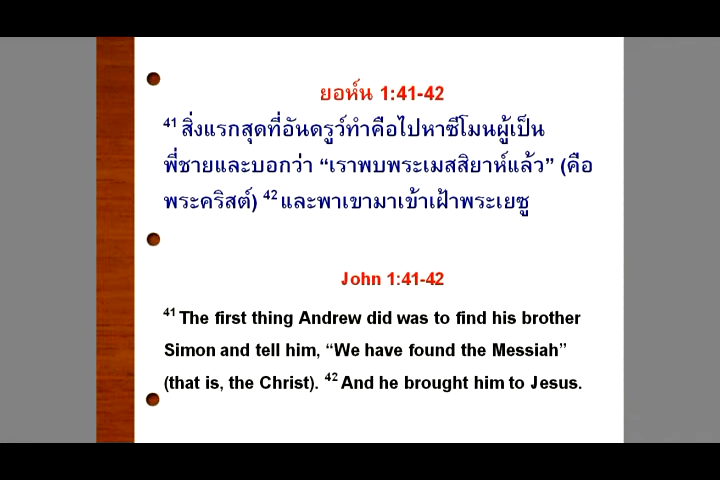 ยอห์น 1:41-42
41 สิ่งแรกสุดที่อันดรูว์ทำคือไปหาซีโมนผู้เป็น
พี่ชายและบอกว่า “เราพบพระเมสสิยาห์แล้ว” (คือ
พระคริสต์) 42 และพาเขามาเข้าเฝ้าพระเยซู
John 1:41-42
41 The first thing Andrew did was to find his brother
Simon and tell him, “We have found the Messiah”
(that is, the Christ). 42 And he brought him to Jesus.